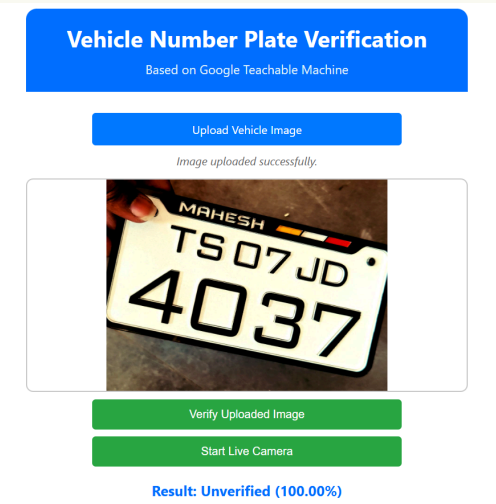 Vehicle Number Plate Verification
Based on Google Teachable Machine
Upload Vehicle Image
Image uploaded successfully.
MAHESH
TS 07 JD
4037
Verify Uploaded Image
Start Live Camera
Result: Unverified (100.00%)